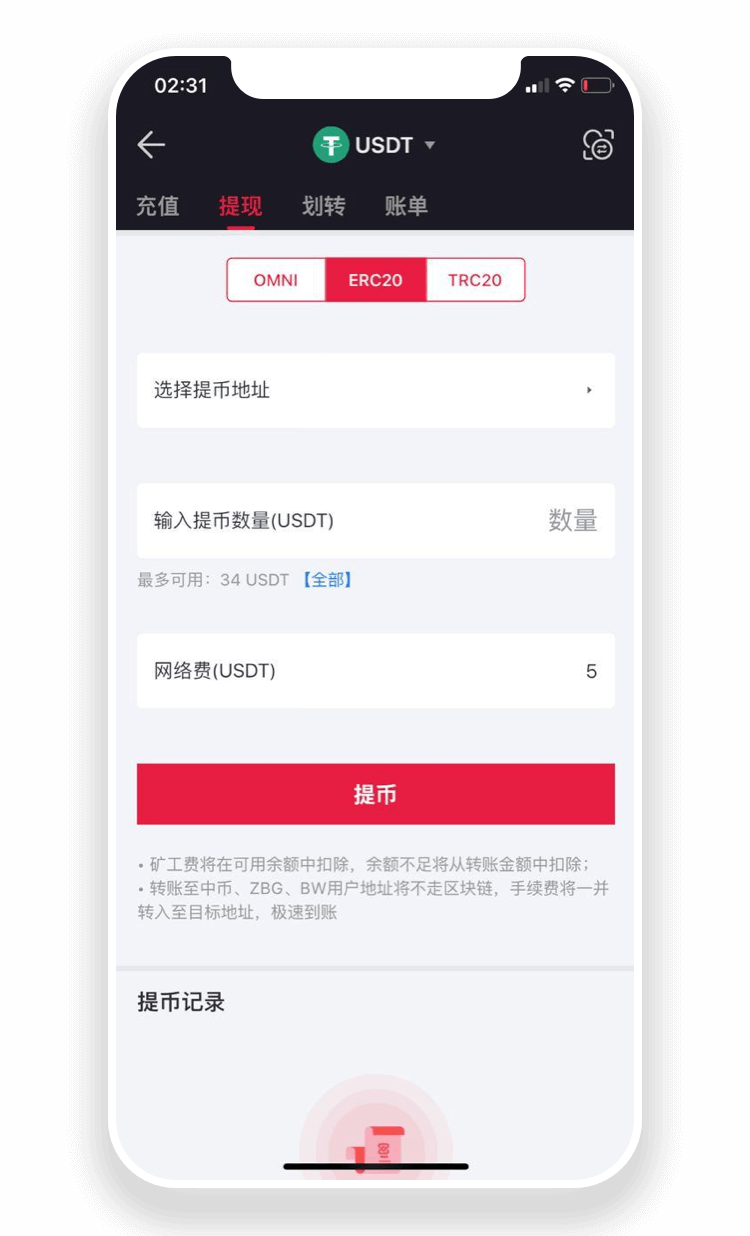 02:31
USDT
充值 提现 划转 账单
OMNI ERC20 TRC20
选择提币地址
输入提币数量(USDT) 数量
最多可用：34 USDT 【全部】
网络费(USDT) 5
提币
• 矿工费将在可用余额中扣除，余额不足将从转账金额中扣除；
• 转账至中币、ZBG、BW用户地址将不走区块链，手续费将一并
转入至目标地址，极速到账
提币记录